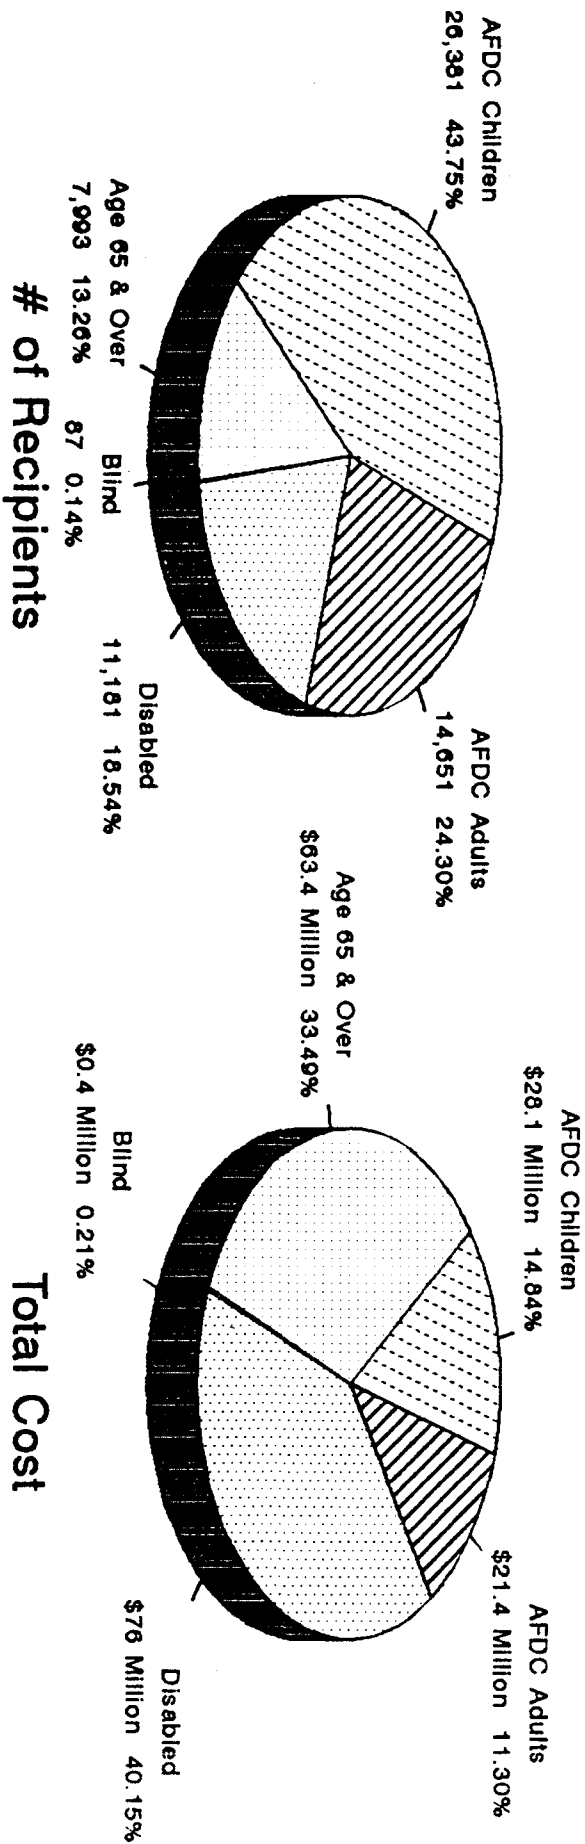 AFDC Children
26,381 43.75%
AFDC Adults
14,651 24.30%
Age 65 & Over
7,993 13.26%
Blind
87 0.14%
Disabled
11,181 18.54%
# of Recipients
AFDC Children
$28.1 Million 14.84%
AFDC Adults
$21.4 Million 11.30%
Age 65 & Over
$63.4 Million 33.49%
Blind
$0.4 Million 0.21%
Disabled
$76 Million 40.15%
Total Cost